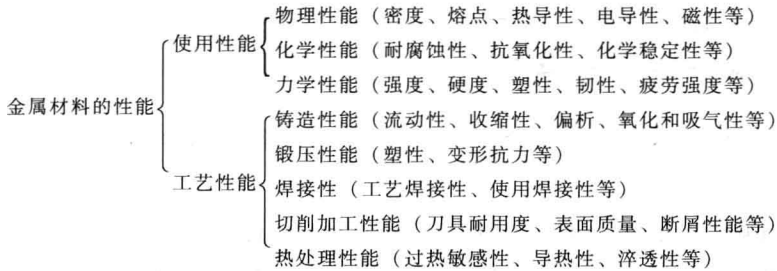 物理性能（密度、熔点、热导性、电导性、磁性等）
使用性能
化学性能（耐腐蚀性、抗氧化性、化学稳定性等）
力学性能（强度、硬度、塑性、韧性、疲劳强度等）
金属材料的性能
铸造性能（流动性、收缩性、偏析、氧化和吸气性等）
锻压性能（塑性、变形抗力等）
工艺性能
焊接性（工艺焊接性、使用焊接性等）
切削加工性能（刀具耐用度、表面质量、断屑性能等）
热处理性能（过热敏感性、导热性、淬透性等）